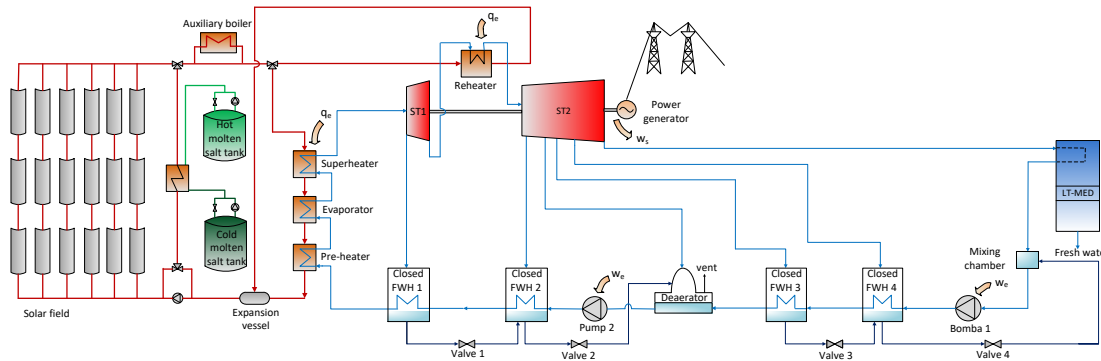 Auxiliary boiler
qe
Reheater
ST1
ST2
Power
generator
ws
Hot
molten
salt tank
qe
Superheater
Evaporator
Pre-heater
Cold
molten
salt tank
LT-MED
Fresh wate
Mixing
chamber
Closed
FWH 1
Closed
FWH 2
we
Pump 2
vent
Deaerator
Closed
FWH 3
Closed
FWH 4
we
Bomba 1
Solar field
Expansion
vessel
Valve 1
Valve 2
Valve 3
Valve 4